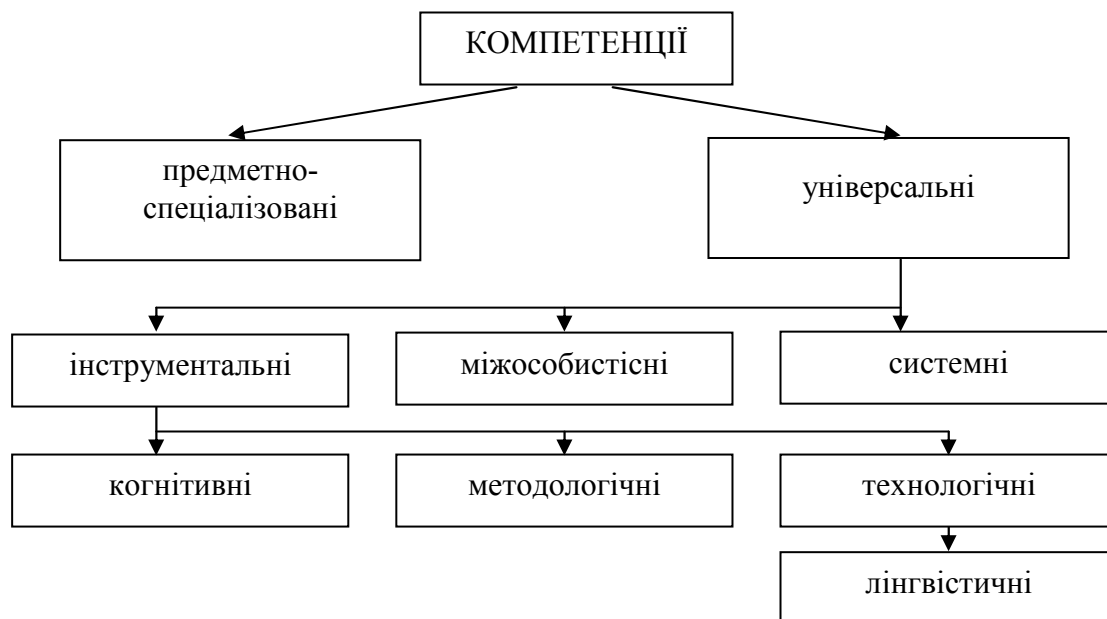 КОМПЕТЕНЦІЇ
предметно-
спеціалізовані
універсальні
інструментальні
міжособистісні
системні
когнітивні
методологічні
технологічні
лінгвістичні